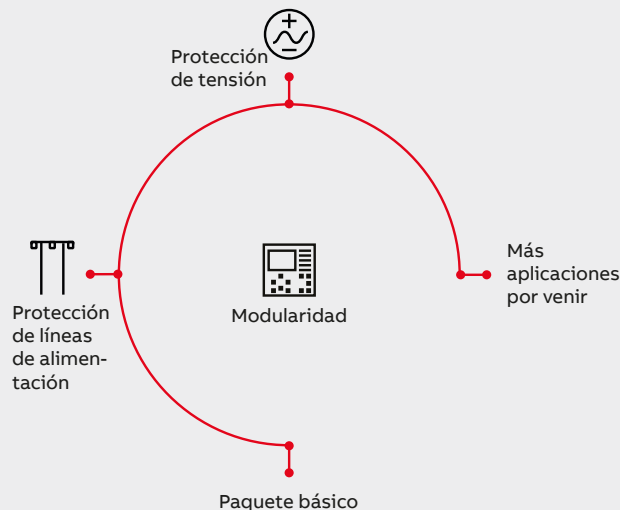 Protección
de tensión
Protección
de líneas
de alimen-
tación
Modularidad
Más
aplicaciones
por venir
Paquete básico